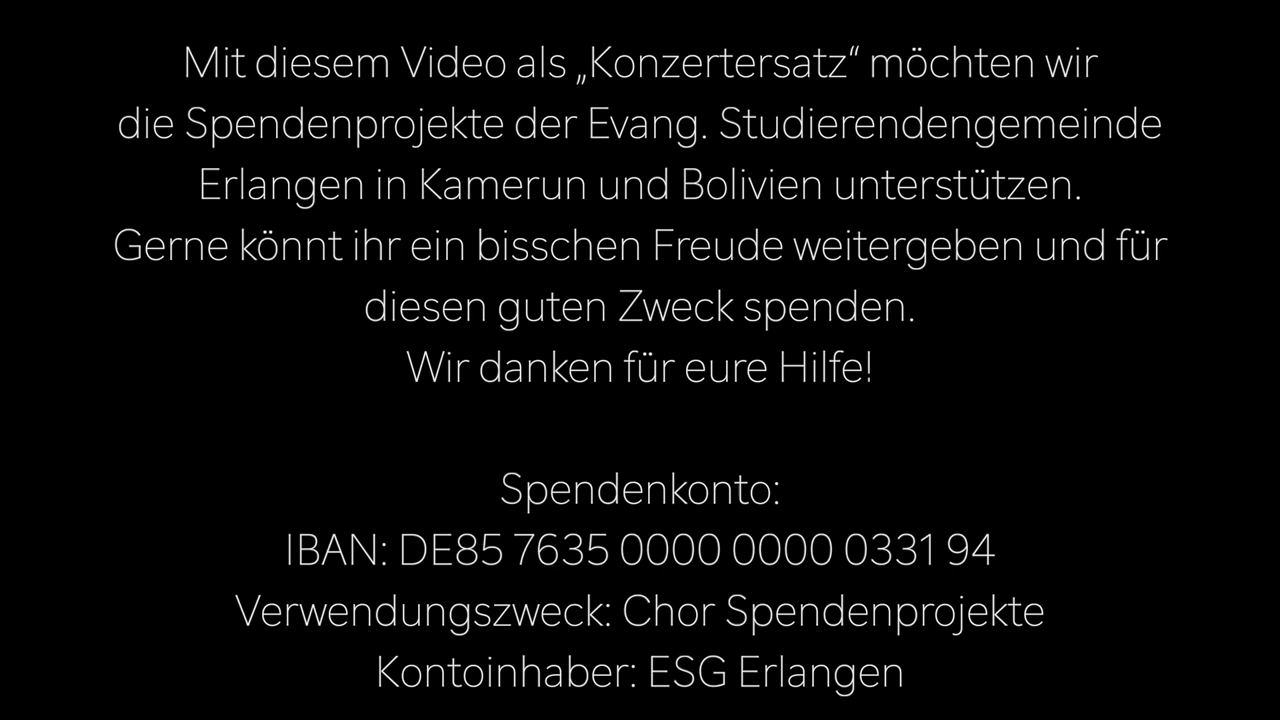 Mit diesem Video als „Konzertersatz“ möchten wir
die Spendenprojekte der Evang. Studierendengemeinde
Erlangen in Kamerun und Bolivien unterstützen.
Gerne könnt ihr ein bisschen Freude weitergeben und für
diesen guten Zweck spenden.
Wir danken für eure Hilfe!
Spendenkonto:
IBAN: DE85 7635 0000 0000 0331 94
Verwendungszweck: Chor Spendenprojekte
Kontoinhaber: ESG Erlangen